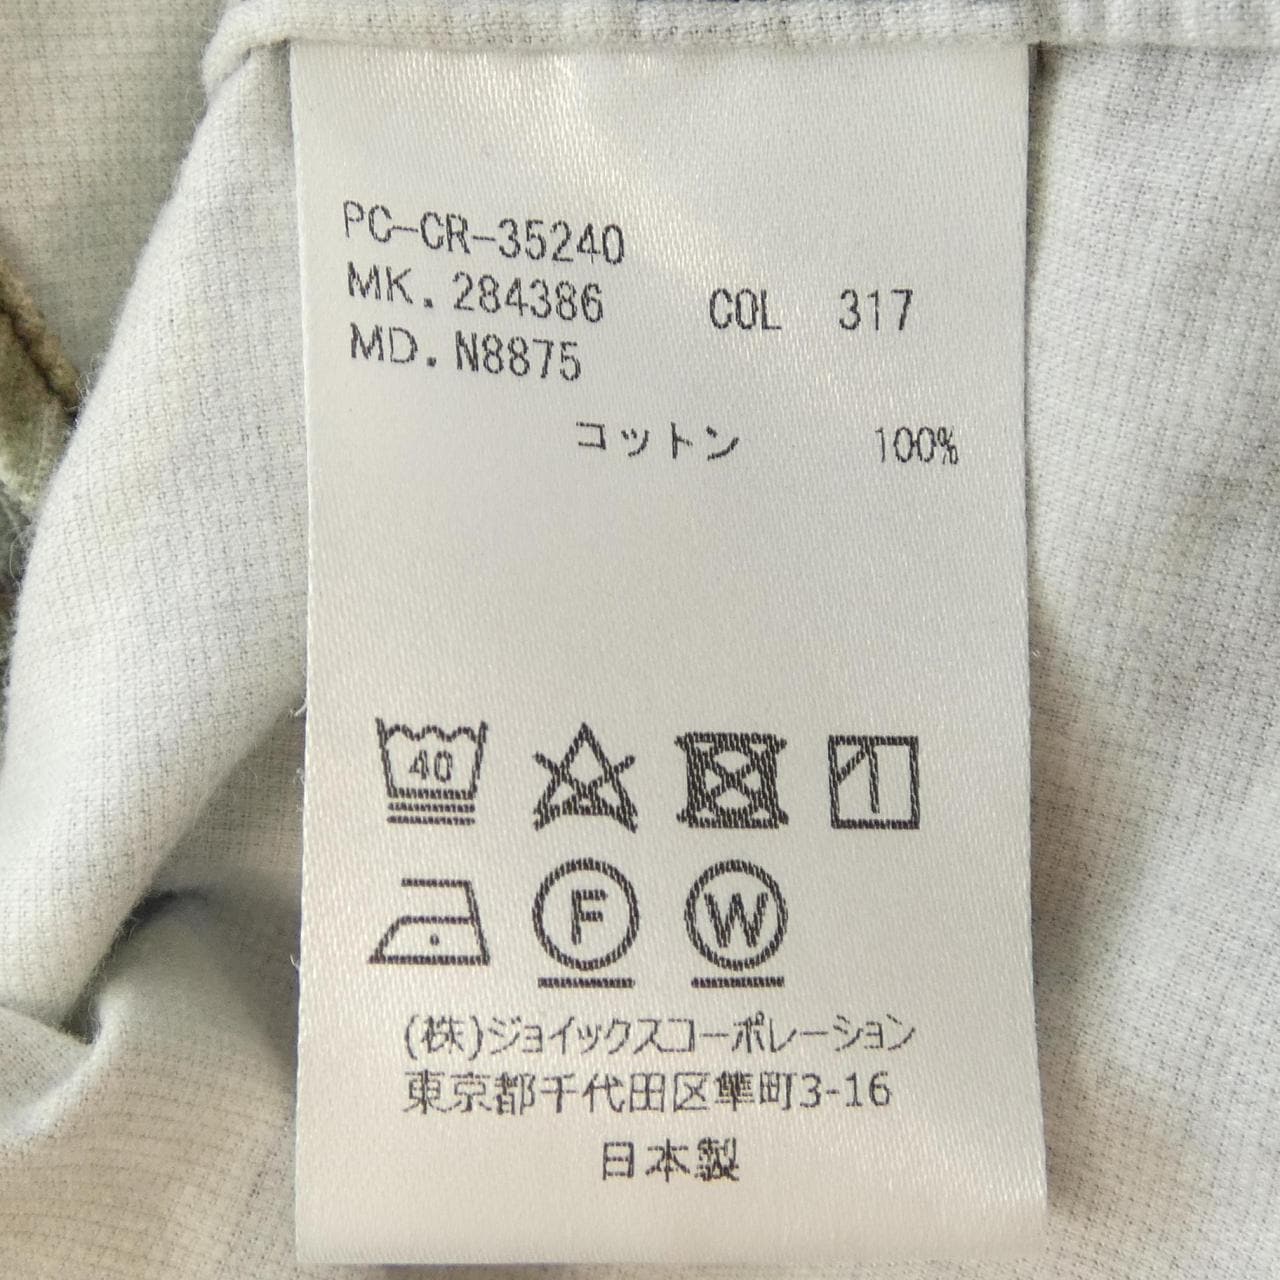 PC-CR-35240
MK. 284386 COL 317
MD. N8875
コットン 100%
40
F W
(株)ジョイックスコーポレーション
東京都千代田区隼町3-16
日本製